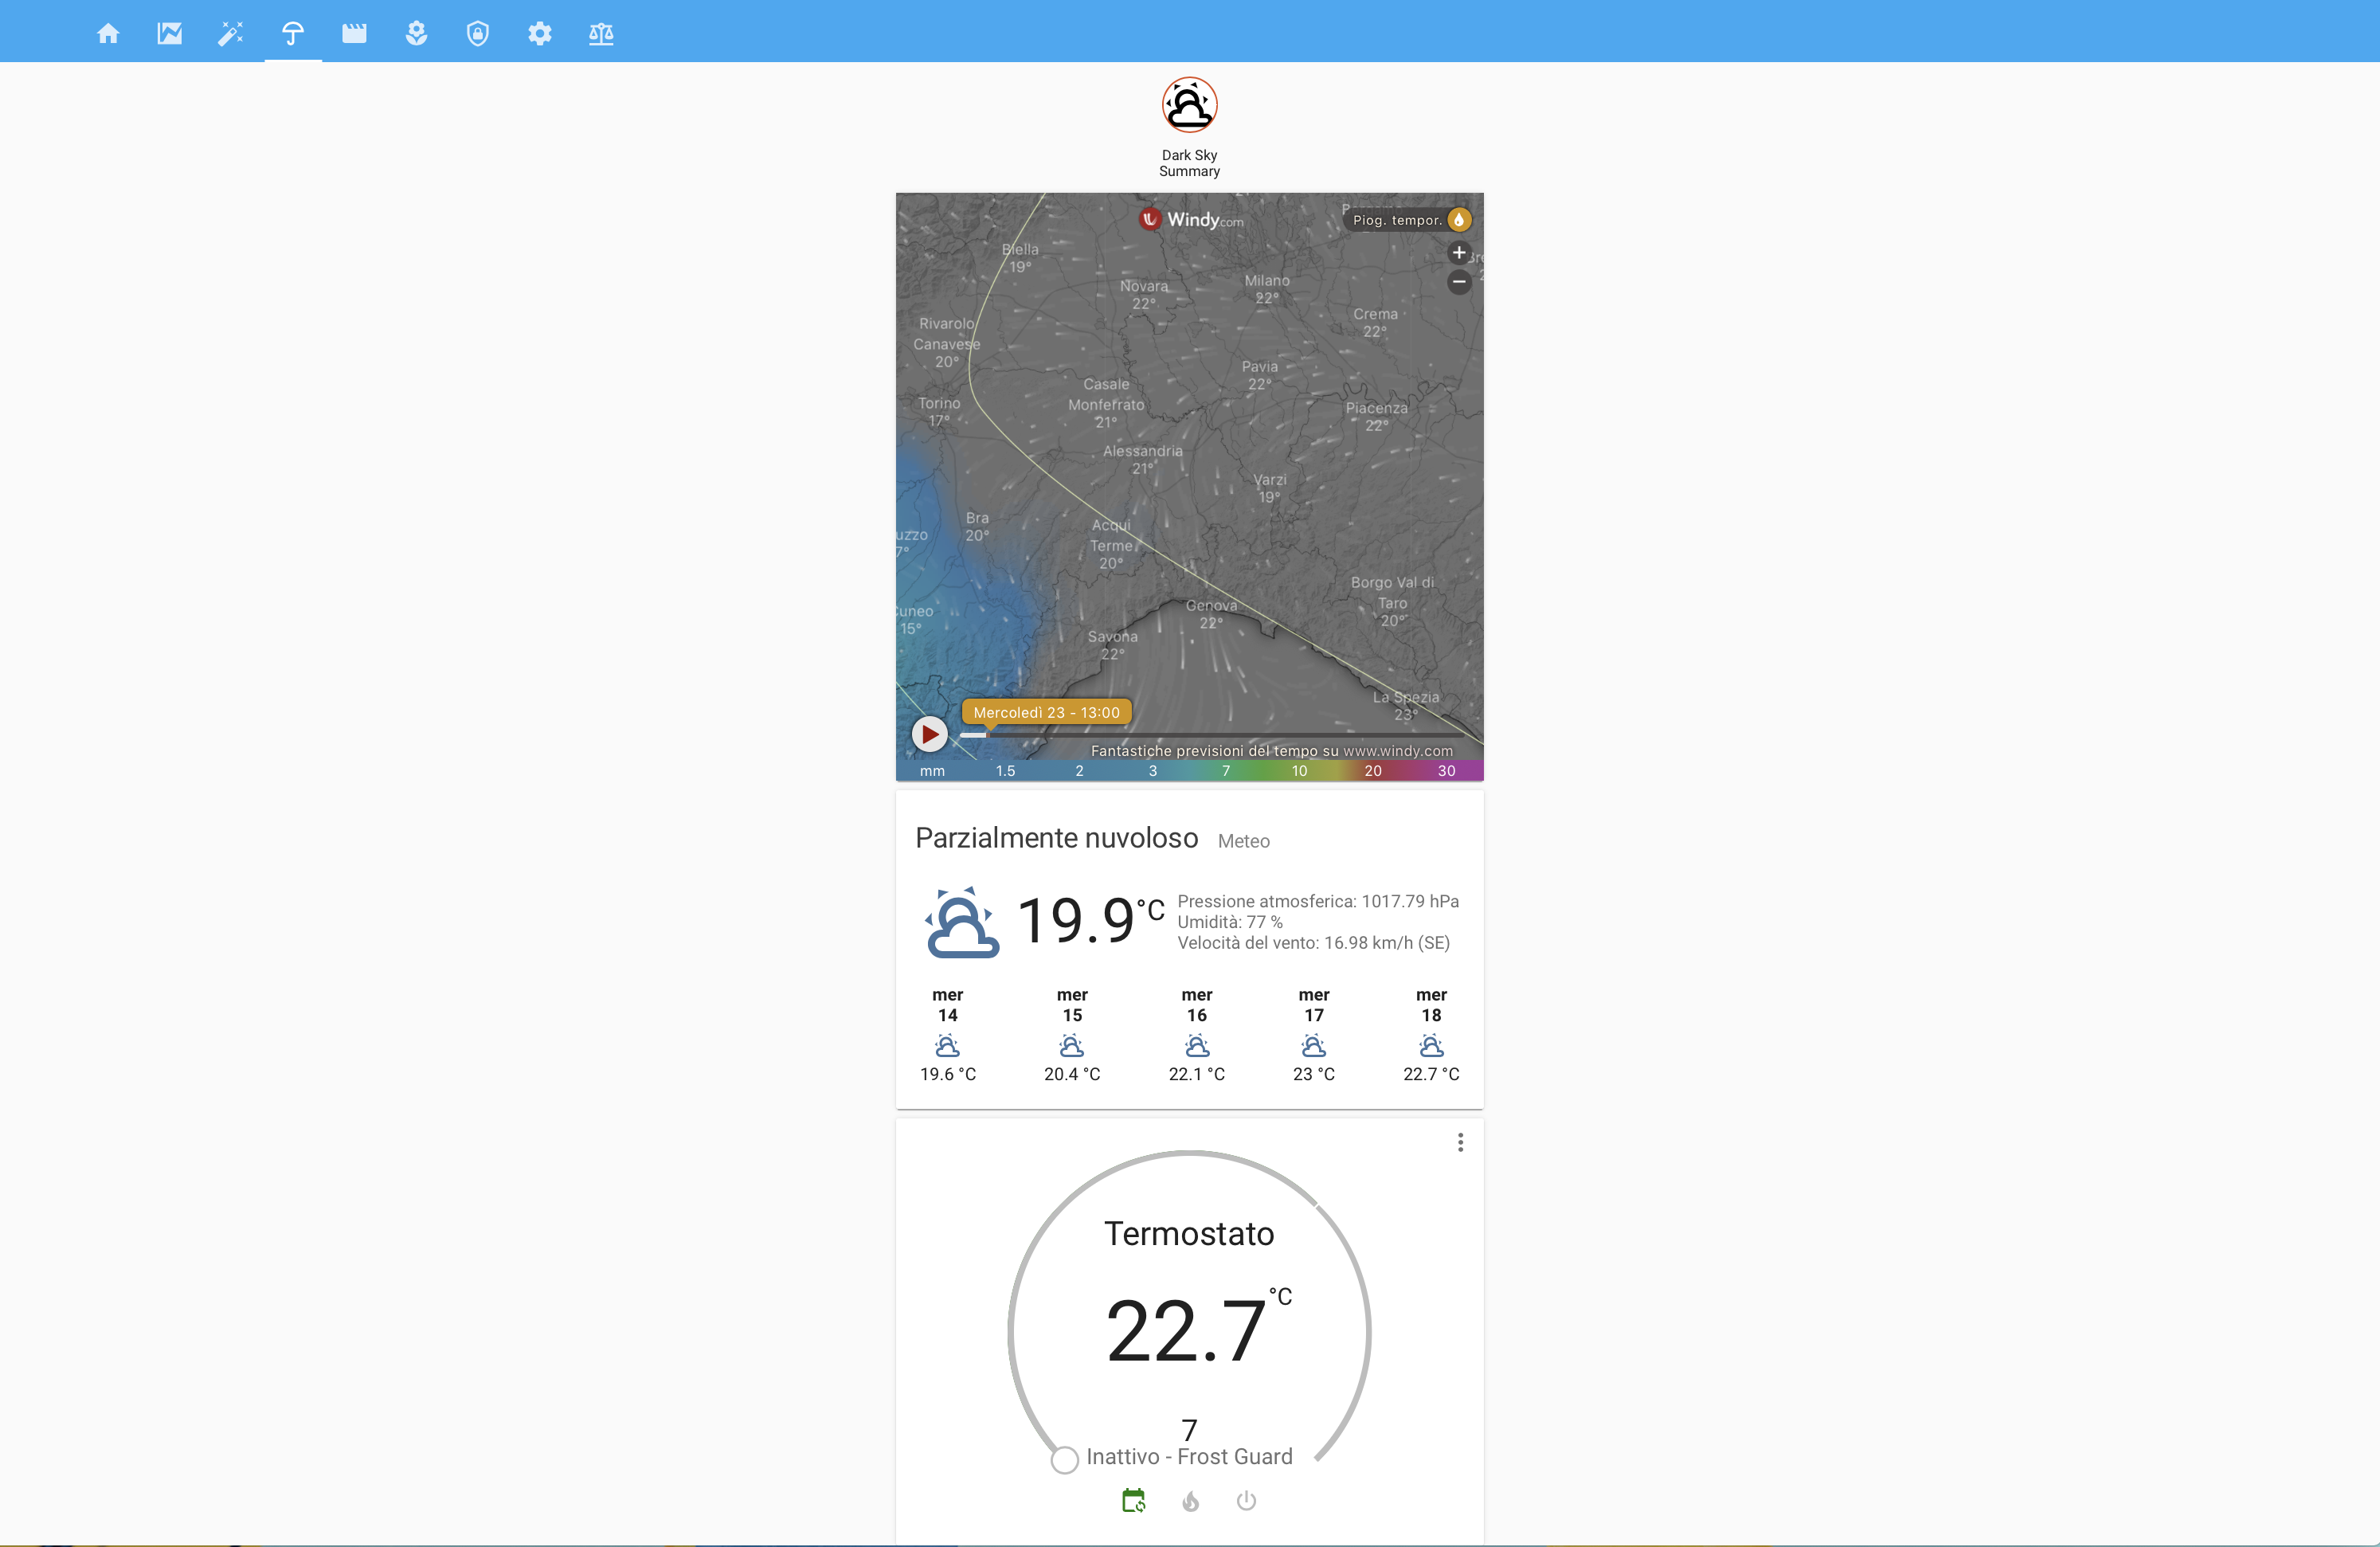 Dark Sky
Summary
Windy.com
Piog. tempor.
Biella
19°
Novara
22°
Milano
22°
Crema
22°
Rivarolo
Canavese
20°
Pavia
22°
Casale
Monferrato
21°
Torino
17°
Piacenza
22°
Alessandria
21°
Varzi
19°
Bra
20°
Acqui
Terme
20°
uzzo
7°
Borgo Val di
Taro
20°
Cuneo
15°
Genova
22°
Savona
22°
La Spezia
23°
Mercoledì 23 - 13:00
Fantastiche previsioni del tempo su www.windy.com
mm 1.5 2 3 7 10 20 30
Parzialmente nuvoloso Meteo
19.9 °C
Pressione atmosferica: 1017.79 hPa
Umidità: 77 %
Velocità del vento: 16.98 km/h (SE)
mer mer mer mer mer
14 15 16 17 18
19.6 °C 20.4 °C 22.1 °C 23 °C 22.7 °C
Termostato
22.7 °C
7
Inattivo - Frost Guard